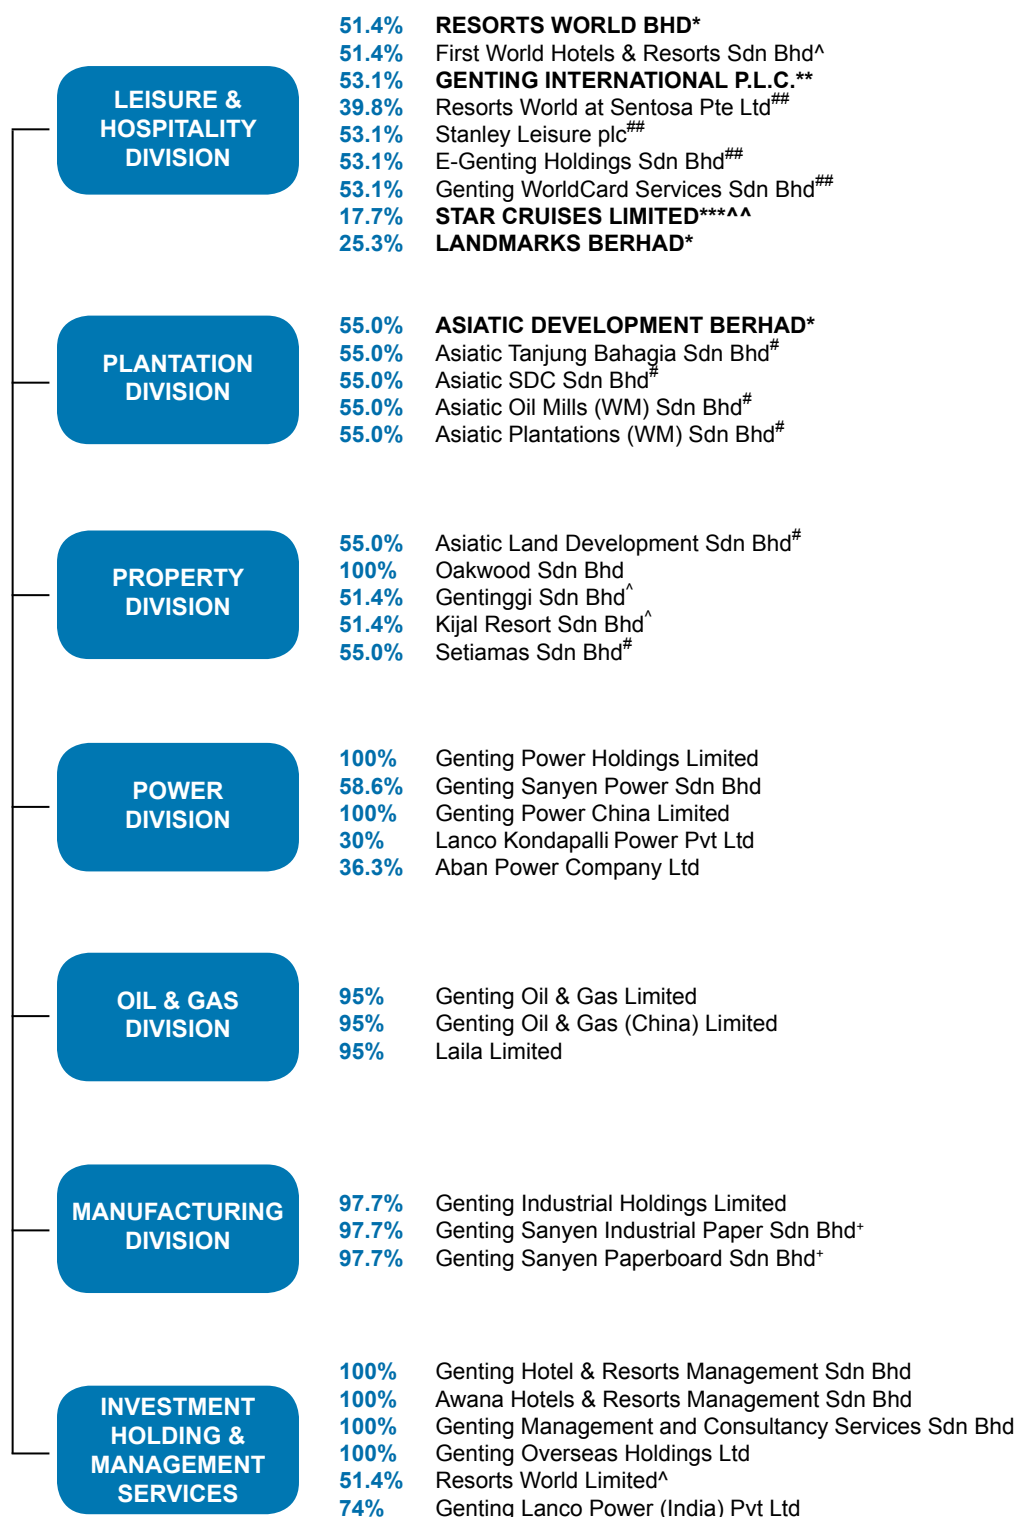 LEISURE &
HOSPITALITY
DIVISION
51.4% RESORTS WORLD BHD*
51.4% First World Hotels & Resorts Sdn Bhd^
53.1% GENTING INTERNATIONAL P.L.C.**
39.8% Resorts World at Sentosa Pte Ltd##
53.1% Stanley Leisure plc##
53.1% E-Genting Holdings Sdn Bhd##
53.1% Genting WorldCard Services Sdn Bhd##
17.7% STAR CRUISES LIMITED***^^
25.3% LANDMARKS BERHAD*
PLANTATION
DIVISION
55.0% ASIATIC DEVELOPMENT BERHAD*
55.0% Asiatic Tanjung Bahagia Sdn Bhd#
55.0% Asiatic SDC Sdn Bhd#
55.0% Asiatic Oil Mills (WM) Sdn Bhd#
55.0% Asiatic Plantations (WM) Sdn Bhd#
PROPERTY
DIVISION
55.0% Asiatic Land Development Sdn Bhd#
100% Oakwood Sdn Bhd
51.4% Gentinggi Sdn Bhd^
51.4% Kijal Resort Sdn Bhd^
55.0% Setiamas Sdn Bhd#
POWER
DIVISION
100% Genting Power Holdings Limited
58.6% Genting Sanyen Power Sdn Bhd
100% Genting Power China Limited
30% Lanco Kondapalli Power Pvt Ltd
36.3% Aban Power Company Ltd
OIL & GAS
DIVISION
95% Genting Oil & Gas Limited
95% Genting Oil & Gas (China) Limited
95% Laila Limited
MANUFACTURING
DIVISION
97.7% Genting Industrial Holdings Limited
97.7% Genting Sanyen Industrial Paper Sdn Bhd+
97.7% Genting Sanyen Paperboard Sdn Bhd+
INVESTMENT
HOLDING &
MANAGEMENT
SERVICES
100% Genting Hotel & Resorts Management Sdn Bhd
100% Awana Hotels & Resorts Management Sdn Bhd
100% Genting Management and Consultancy Services Sdn Bhd
100% Genting Overseas Holdings Ltd
51.4% Resorts World Limited^
74% Genting Lanco Power (India) Pvt Ltd